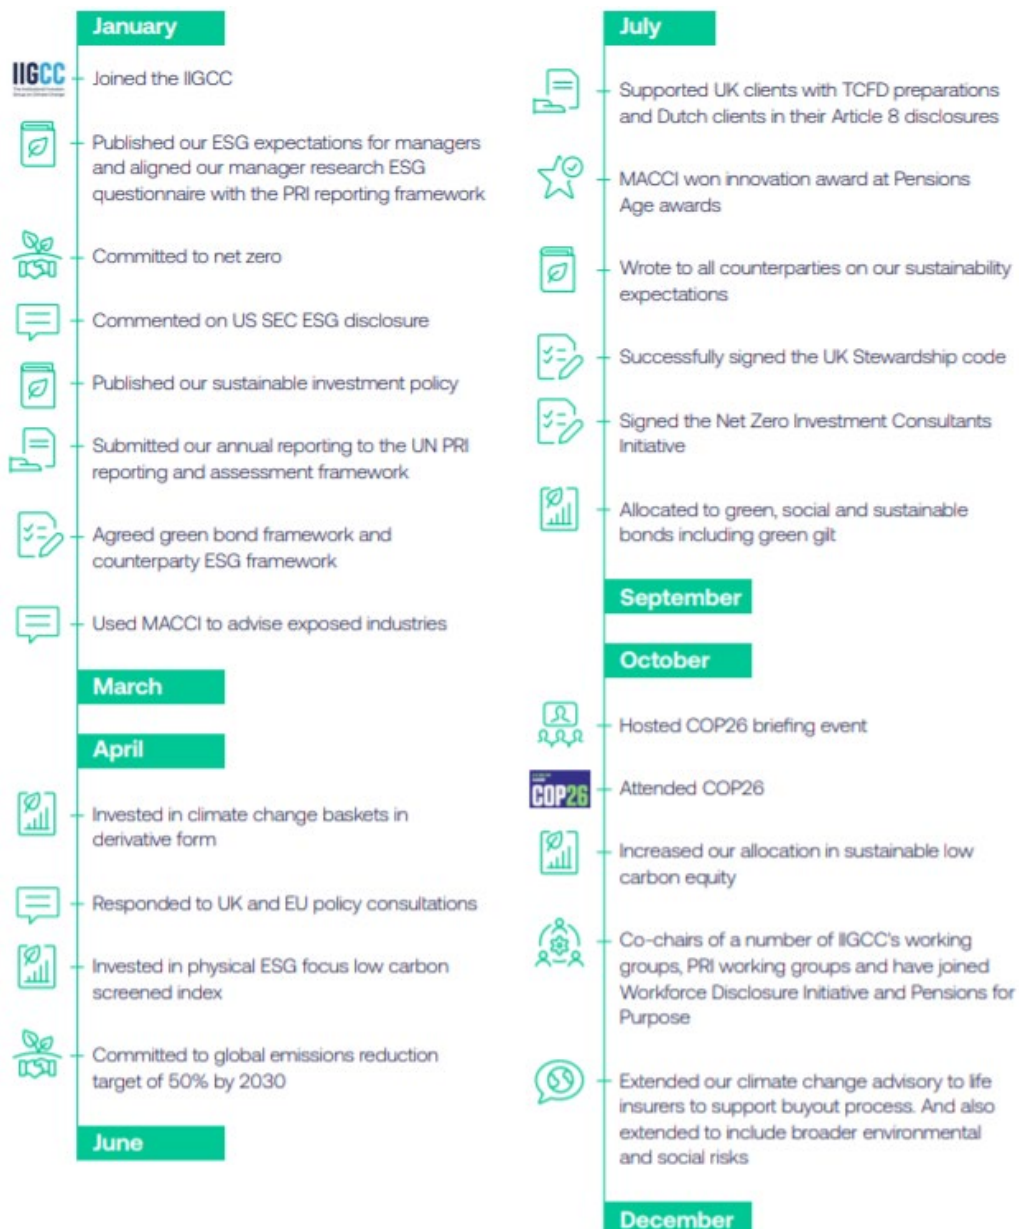 January
IIGCC
Joined the IIGCC
Published our ESG expectations for managers
and aligned our manager research ESG
questionnaire with the PRI reporting framework
Committed to net zero
Commented on US SEC ESG disclosure
Published our sustainable investment policy
Submitted our annual reporting to the UN PRI
reporting and assessment framework
Agreed green bond framework and
counterparty ESG framework
Used MACCI to advise exposed industries
March
April
Invested in climate change baskets in
derivative form
Responded to UK and EU policy consultations
Invested in physical ESG focus low carbon
screened index
Committed to global emissions reduction
target of 50% by 2030
June
July
Supported UK clients with TCFD preparations
and Dutch clients in their Article 8 disclosures
MACCI won innovation award at Pensions
Age awards
Wrote to all counterparties on our sustainability
expectations
Successfully signed the UK Stewardship code
Signed the Net Zero Investment Consultants
Initiative
Allocated to green, social and sustainable
bonds including green gilt
September
October
Hosted COP26 briefing event
COP26
Attended COP26
Increased our allocation in sustainable low
carbon equity
Co-chairs of a number of IIGCC's working
groups, PRI working groups and have joined
Workforce Disclosure Initiative and Pensions for
Purpose
Extended our climate change advisory to life
insurers to support buyout process. And also
extended to include broader environmental
and social risks
December